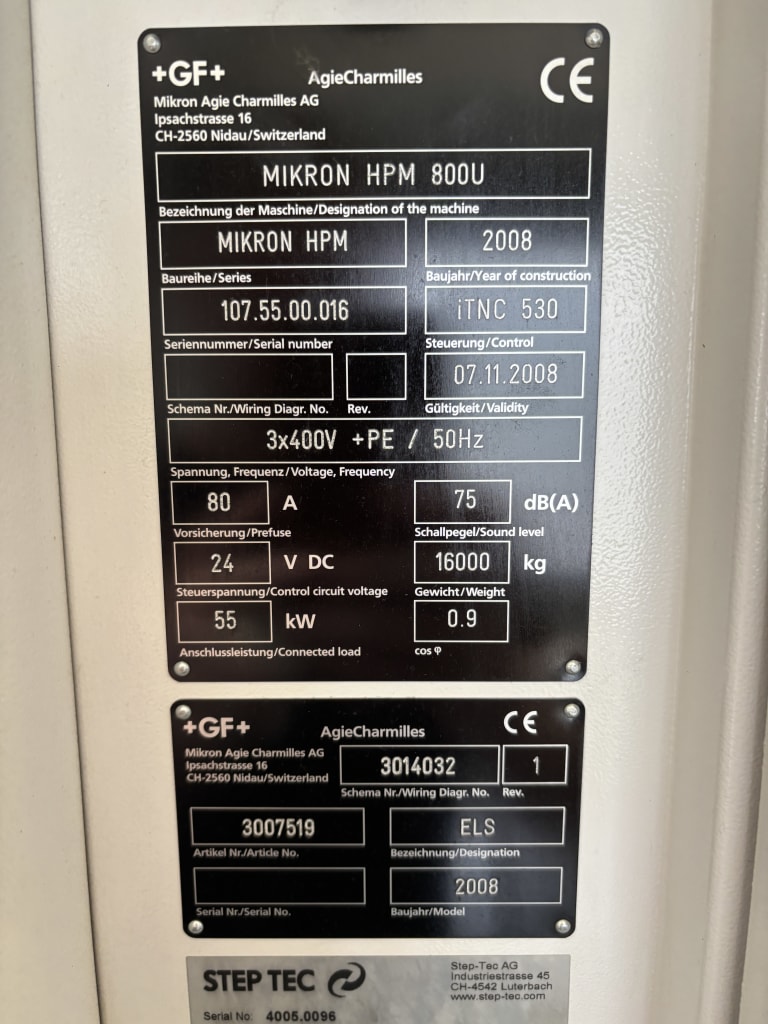 +GF+ AgieCharmilles CE
Mikron Agie Charmilles AG
Ipsachstrasse 16
CH-2560 Nidau/Switzerland
MIKRON HPM 800U
Bezeichnung der Maschine/Designation of the machine
MIKRON HPM 2008
Baureihe/Series Baujahr/Year of construction
107.55.00.016 iTNC 530
Seriennummer/Serial number Steuerung/Control
07.11.2008
Schema Nr./Wiring Diagr. No. Rev. Gültigkeit/Validity
3x400V +PE / 50Hz
Spannung, Frequenz/Voltage, Frequency
80 A 75 dB(A)
Vorsicherung/Prefuse Schallpegel/Sound level
24 V DC 16000 kg
Steuerspannung/Control circuit voltage Gewicht/Weight
55 kW 0.9
Anschlussleistung/Connected load cos φ
+GF+ AgieCharmilles CE
Mikron Agie Charmilles AG
Ipsachstrasse 16
CH-2560 Nidau/Switzerland
3014032 1
Schema Nr./Wiring Diagr. No. Rev.
3007519 ELS
Artikel Nr./Article No. Bezeichnung/Designation
2008
Serial Nr./Serial No. Baujahr/Model
STEP TEC
Step-Tec AG
Industriestrasse 45
CH-4542 Luterbach
www.step-tec.com
Serial No: 4005.0096